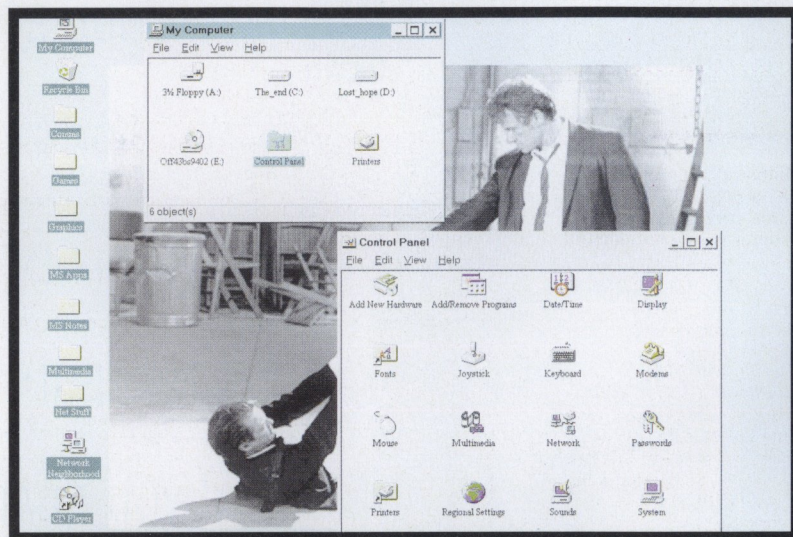 My Computer
Recycle Bin
Comms
Games
Graphics
MS Apps
MS Notes
Multimedia
Net Stuff
Network
Neighborhood
CD Player
My Computer
File Edit View Help
3½ Floppy (A:) The_end (C:) Lost_hope (D:)
(E:) Control Panel Printers
6 object(s)
Control Panel
File Edit View Help
Add New Hardware Add/Remove Programs Date/Time Display
Fonts Joystick Keyboard Modems
Mouse Multimedia Network Passwords
Printers Regional Settings Sounds System